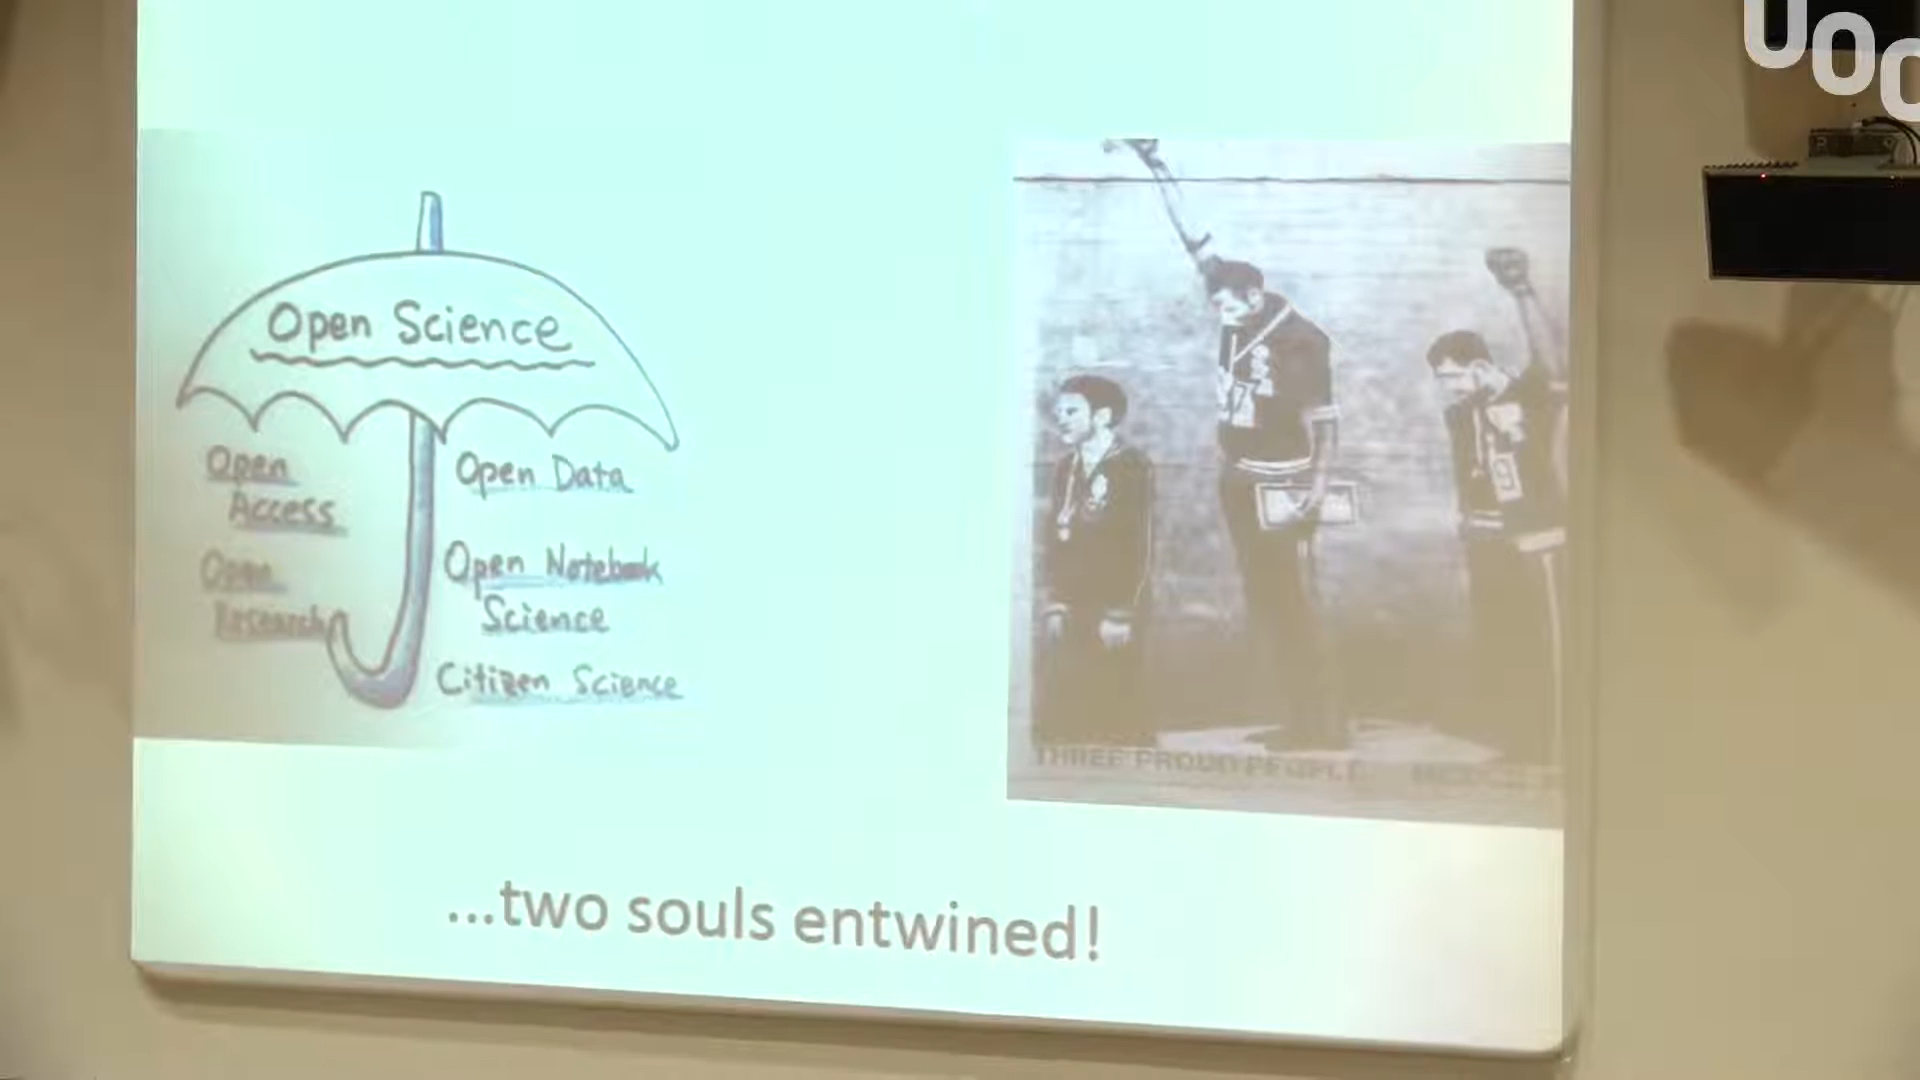 UOC
Open Science
Open
Access
Open
Research
Open Data
Open Notebook
Science
Citizen Science
THREE PROUD PEOPLE
...two souls entwined!